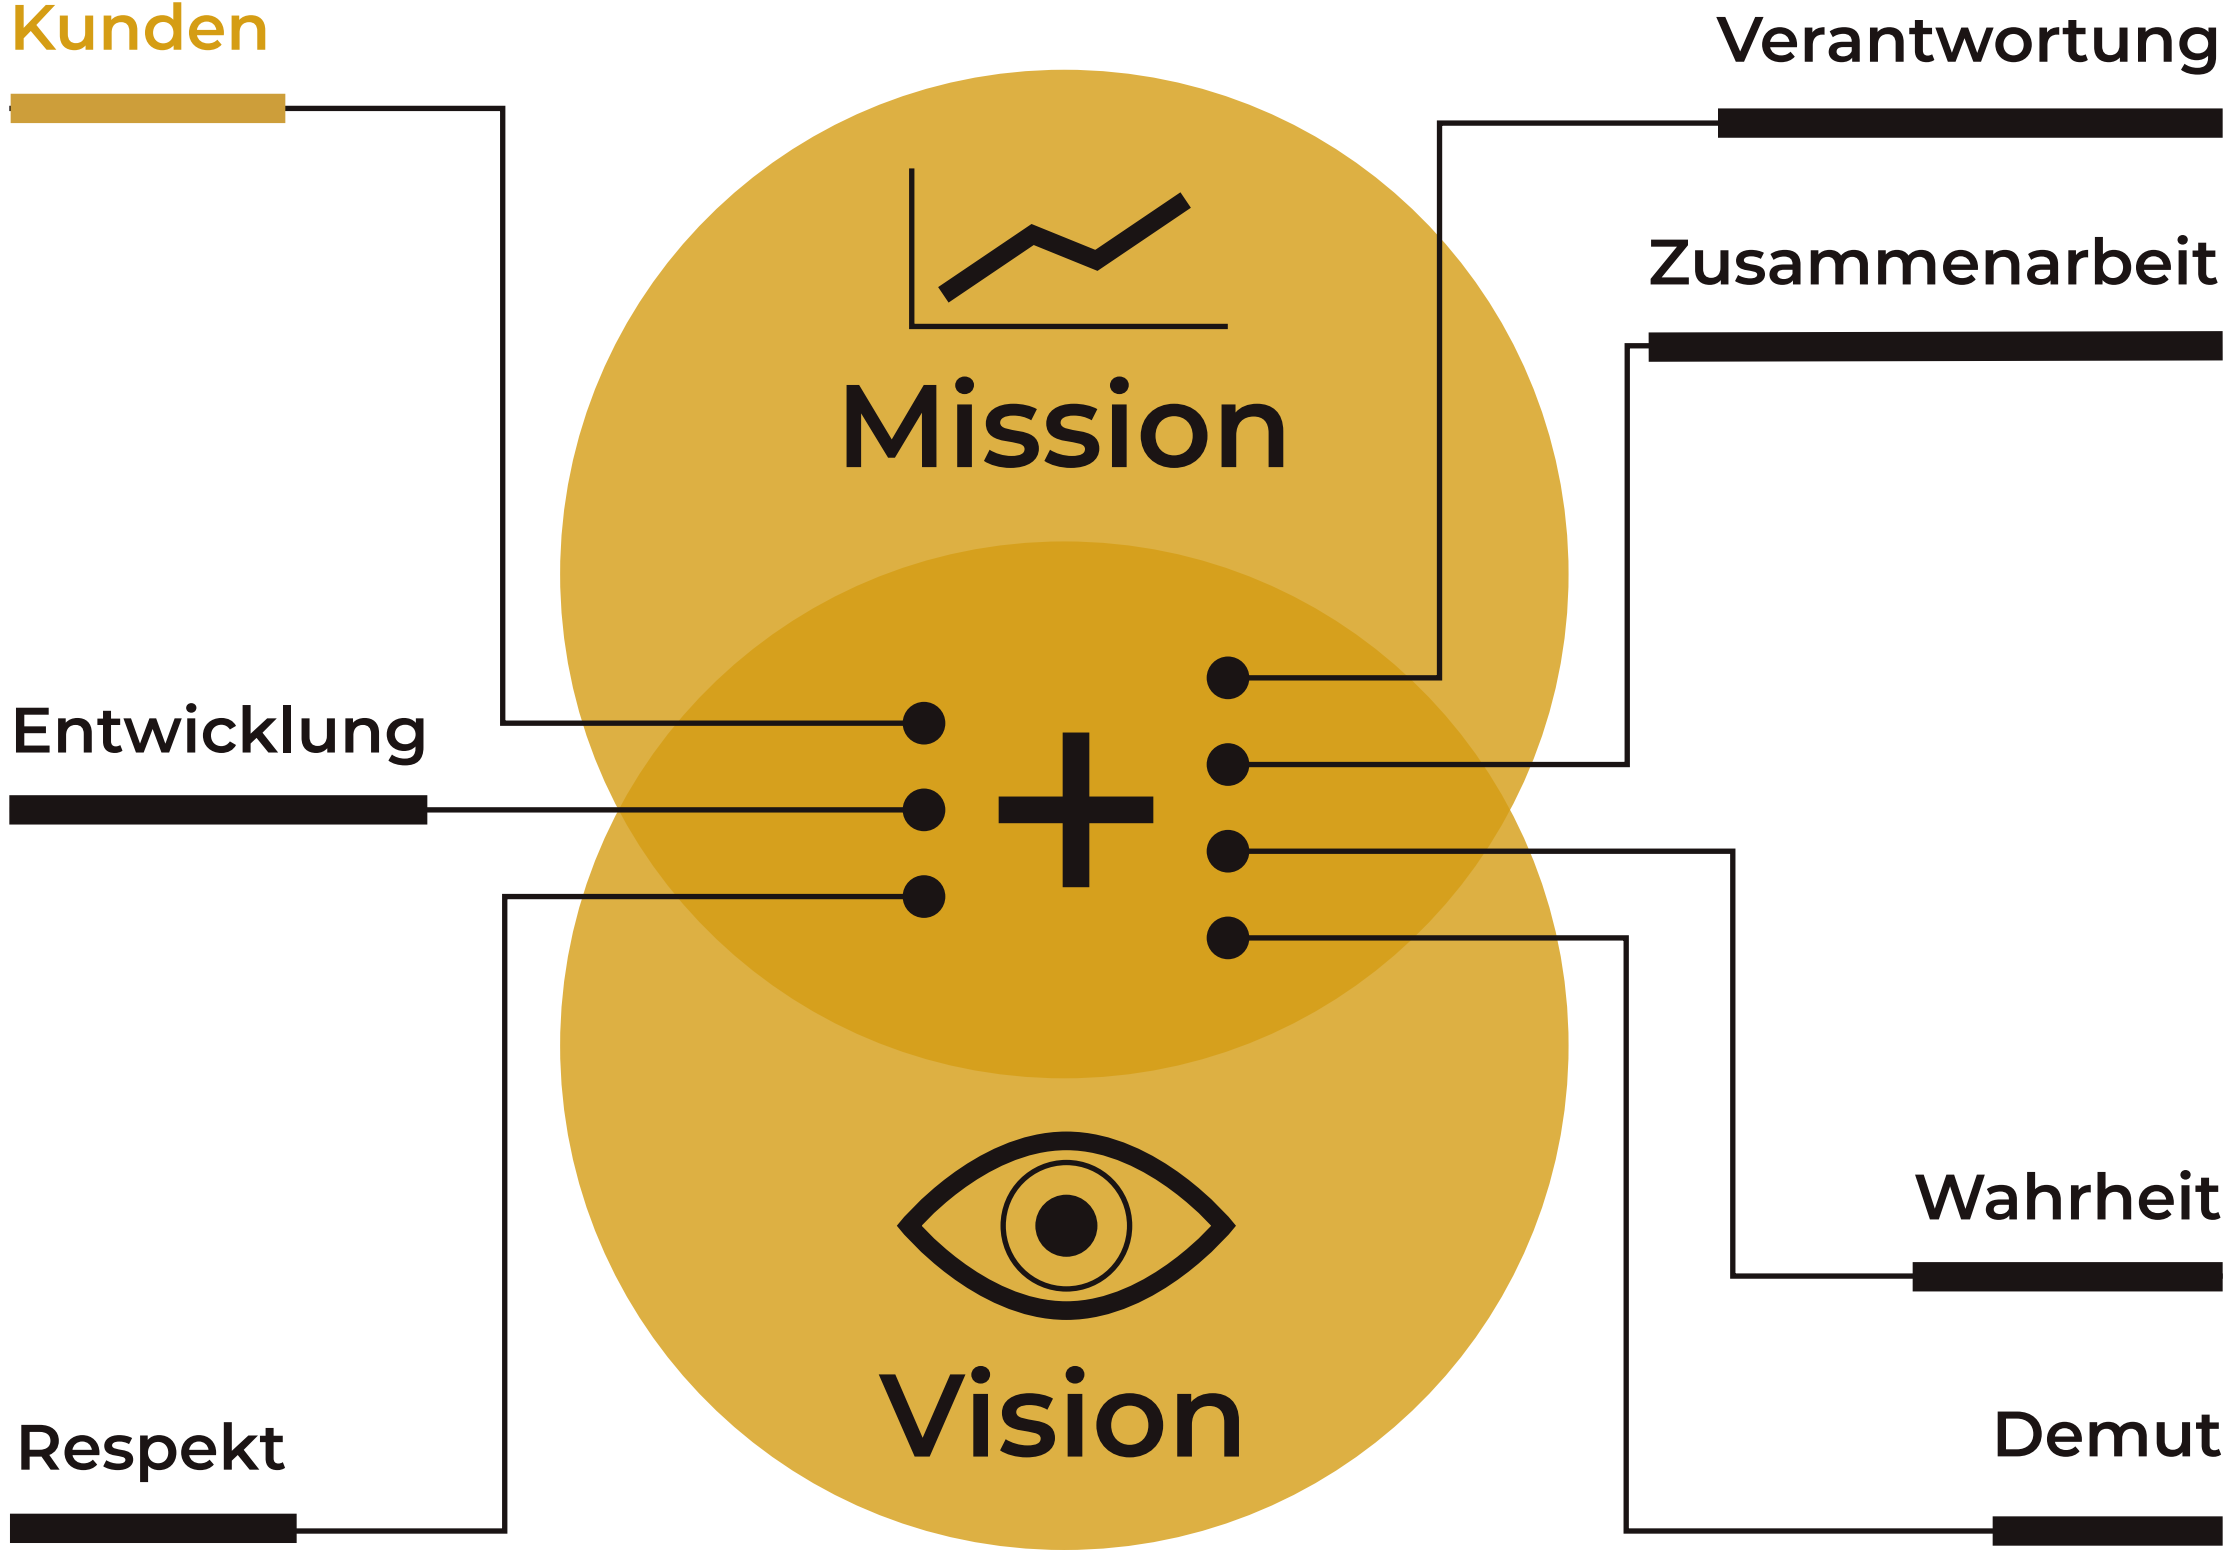 Kunden
Verantwortung
Zusammenarbeit
Mission
Entwicklung
Wahrheit
Vision
Respekt
Demut